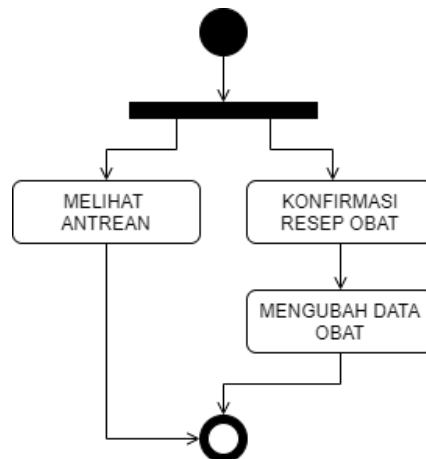 MELIHAT
ANTREAN
KONFIRMASI
RESEP OBAT
MENGUBAH DATA
OBAT